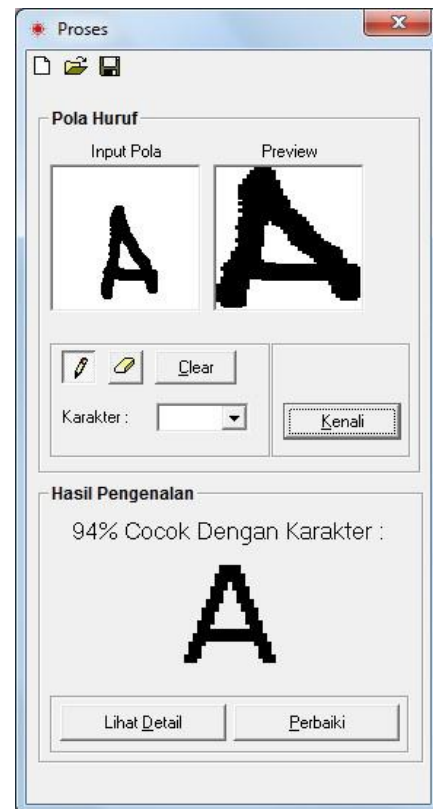 Proses
Pola Huruf
Input Pola Preview
A A
Clear
Karakter :
Kenali
Hasil Pengenalan
94% Cocok Dengan Karakter :
A
Lihat Detail Perbaiki